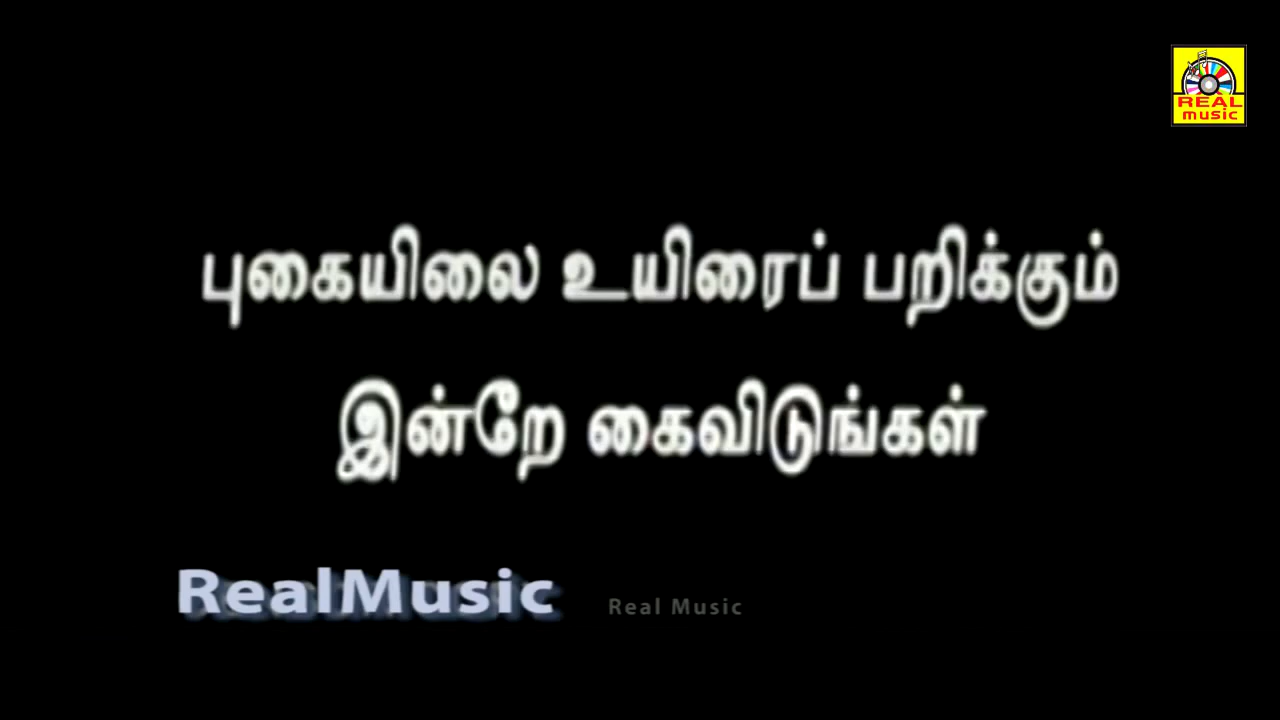 REAL
music
புகையிலை உயிரைப் பறிக்கும்
இன்றே கைவிடுங்கள்
RealMusic
Real Music